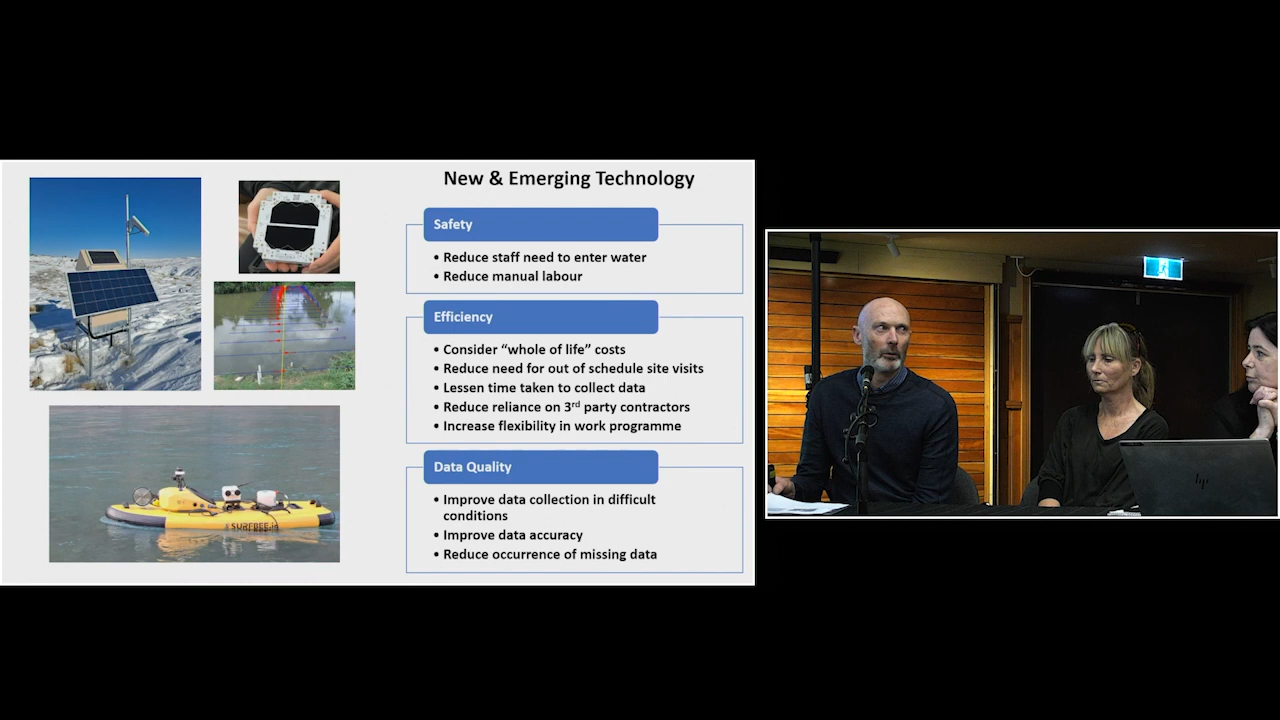 New & Emerging Technology
Safety
• Reduce staff need to enter water
• Reduce manual labour
Efficiency
• Consider “whole of life” costs
• Reduce need for out of schedule site visits
• Lessen time taken to collect data
• Reduce reliance on 3rd party contractors
• Increase flexibility in work programme
Data Quality
• Improve data collection in difficult
conditions
• Improve data accuracy
• Reduce occurrence of missing data
SURFBEE
hp